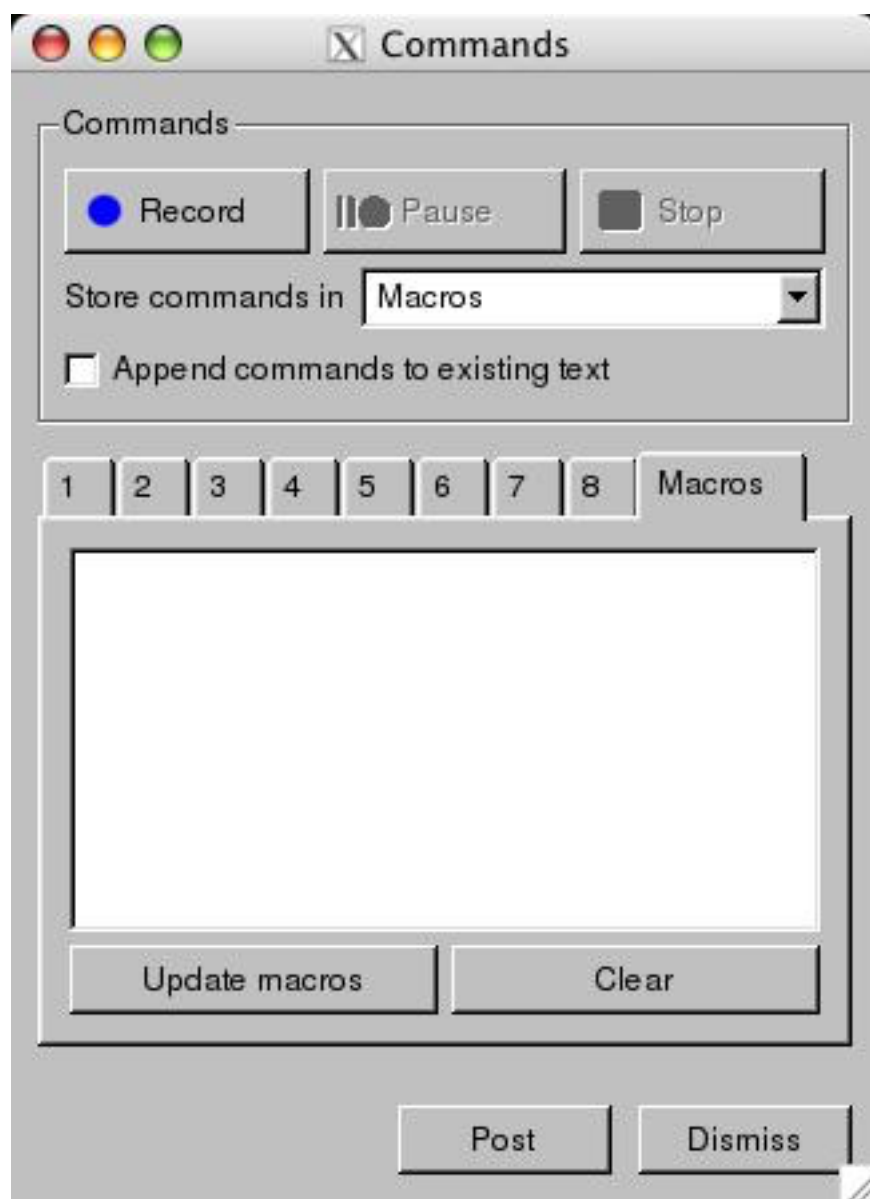 Commands
Commands
Record Pause Stop
Store commands in Macros
Append commands to existing text
1 2 3 4 5 6 7 8 Macros
Update macros Clear
Post Dismiss